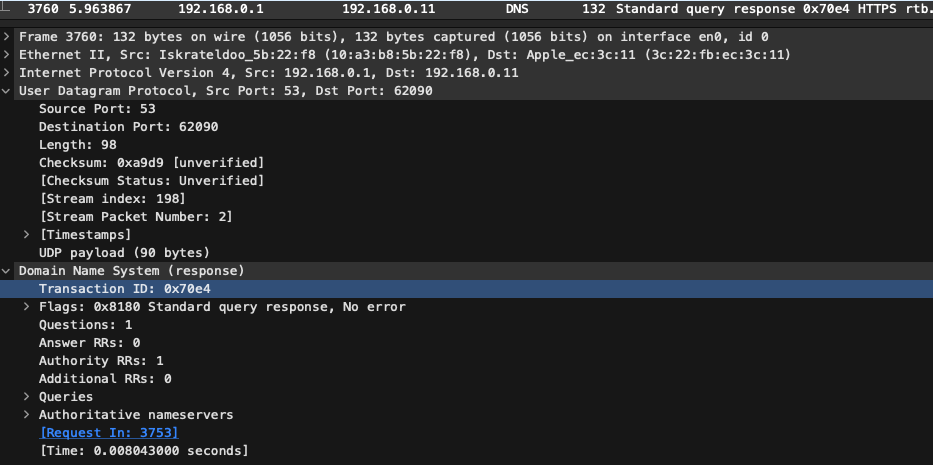 3760 5.963867 192.168.0.1 192.168.0.11 DNS 132 Standard query response 0x70e4 HTTPS rtb.
Frame 3760: 132 bytes on wire (1056 bits), 132 bytes captured (1056 bits) on interface en0, id 0
Ethernet II, Src: Iskrateldoo_5b:22:f8 (10:a3:b8:5b:22:f8), Dst: Apple_ec:3c:11 (3c:22:fb:ec:3c:11)
Internet Protocol Version 4, Src: 192.168.0.1, Dst: 192.168.0.11
User Datagram Protocol, Src Port: 53, Dst Port: 62090
Source Port: 53
Destination Port: 62090
Length: 98
Checksum: 0xa9d9 [unverified]
[Checksum Status: Unverified]
[Stream index: 198]
[Stream Packet Number: 2]
[Timestamps]
UDP payload (90 bytes)
Domain Name System (response)
Transaction ID: 0x70e4
Flags: 0x8180 Standard query response, No error
Questions: 1
Answer RRs: 0
Authority RRs: 1
Additional RRs: 0
Queries
Authoritative nameservers
[Request In: 3753]
[Time: 0.008043000 seconds]